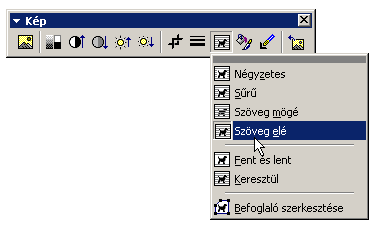 Kép
Négyzetes
Sűrű
Szöveg mögé
Szöveg elé
Fent és lent
Keresztül
Befoglaló szerkesztése